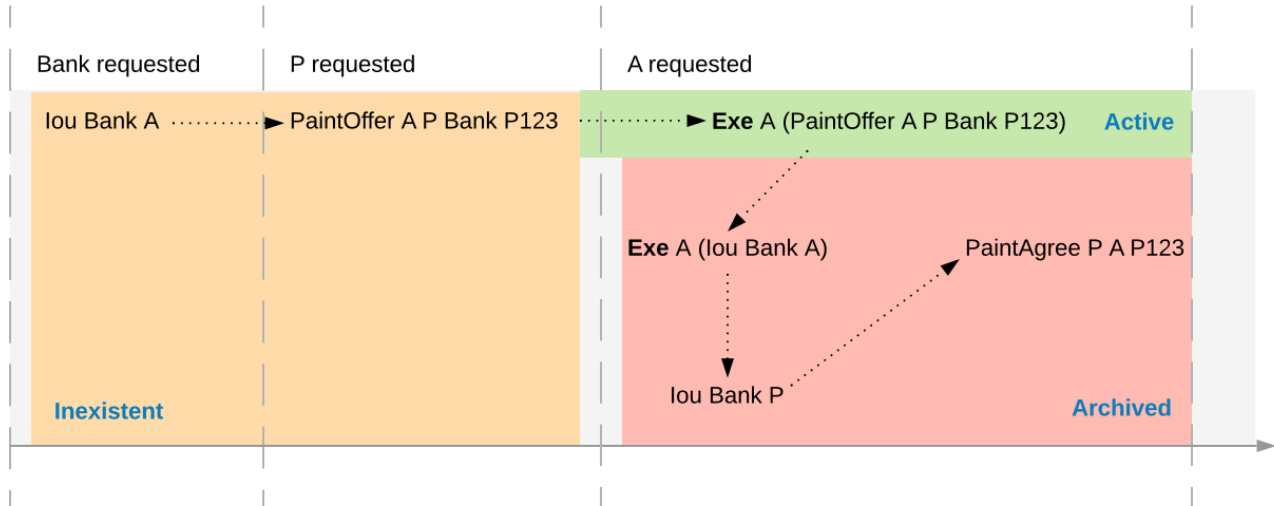 Bank requested
P requested
A requested
Iou Bank A
PaintOffer A P Bank P123
Exe A (PaintOffer A P Bank P123)
Active
Exe A (Iou Bank A)
PaintAgree P A P123
Iou Bank P
Inexistent
Archived